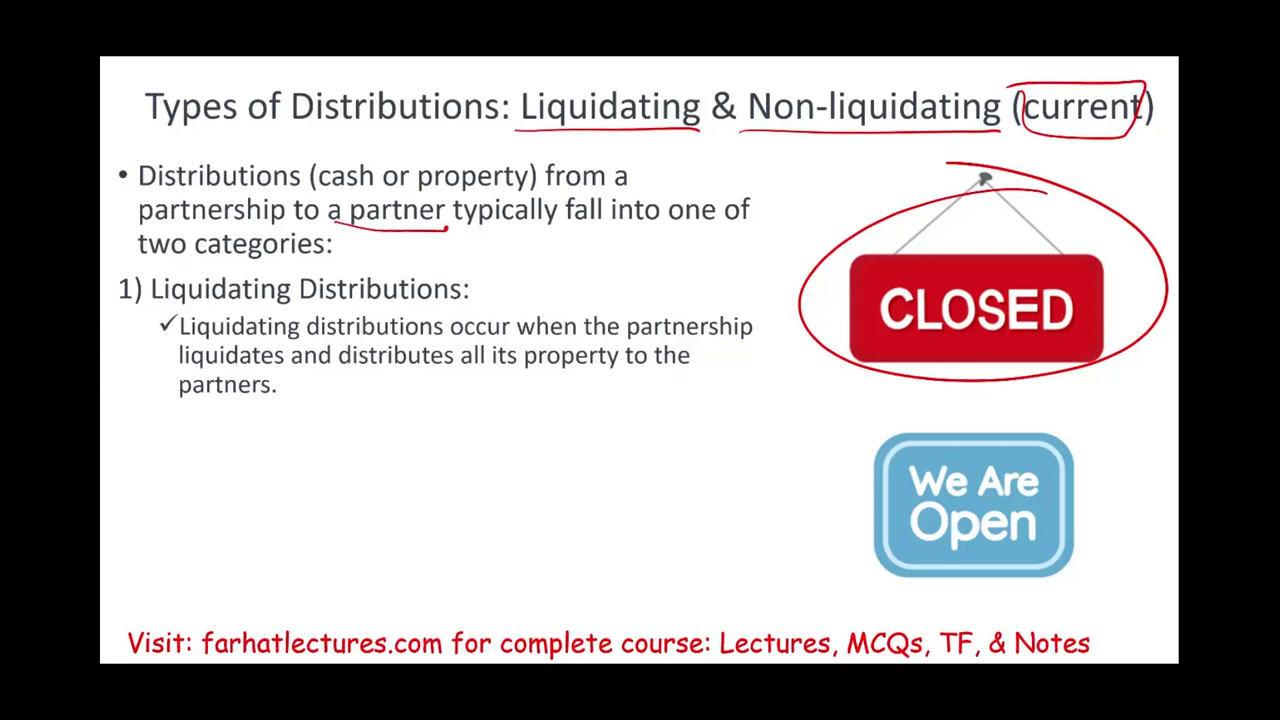 Types of Distributions: Liquidating & Non-liquidating (current)
• Distributions (cash or property) from a
partnership to a partner typically fall into one of
two categories:
1) Liquidating Distributions:
✓Liquidating distributions occur when the partnership
liquidates and distributes all its property to the
partners.
CLOSED
We Are
Open
Visit: farhatlectures.com for complete course: Lectures, MCQs, TF, & Notes